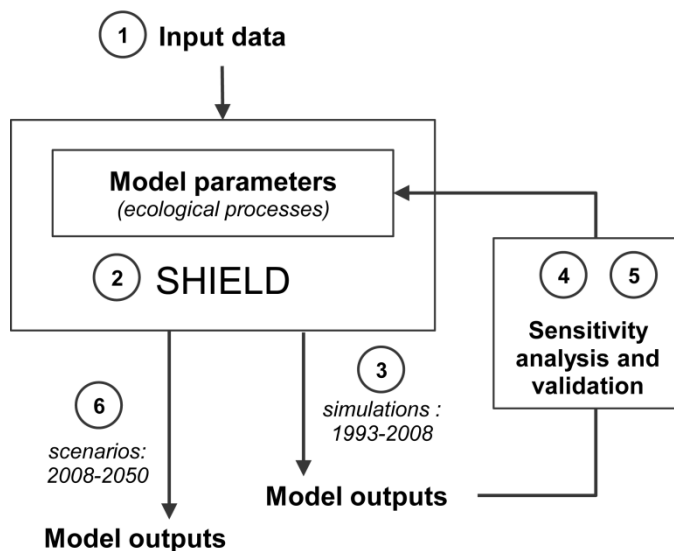 1 Input data
Model parameters
(ecological processes)
2 SHIELD
4 5
Sensitivity
analysis and
validation
3
simulations :
1993-2008
6
scenarios:
2008-2050
Model outputs
Model outputs